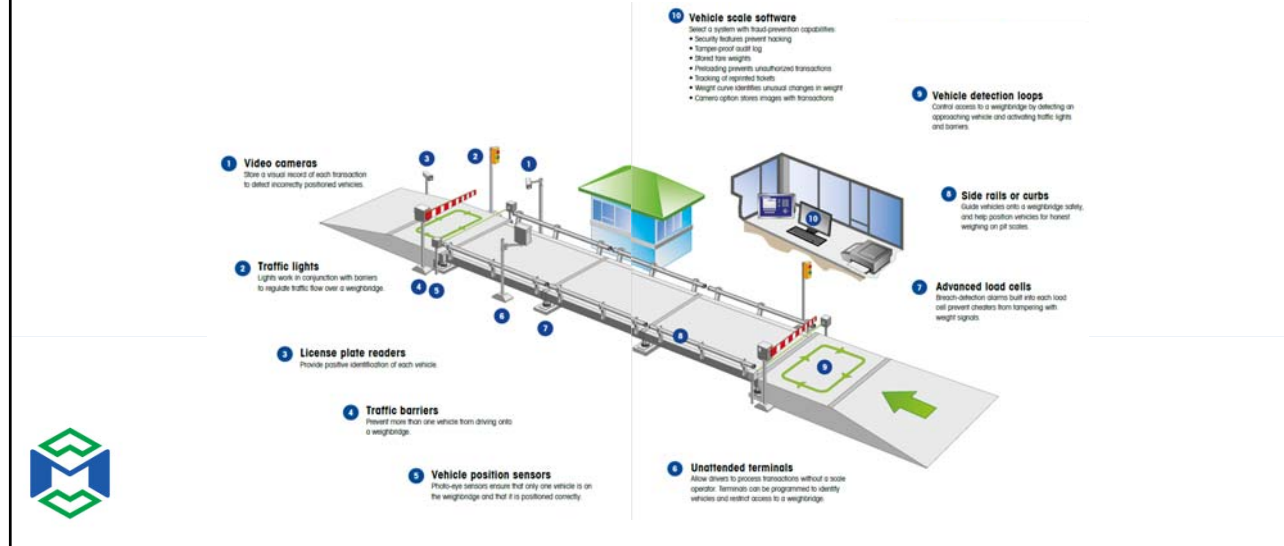 10 Vehicle scale software
Select a system with fraud-prevention capabilities:
• Security features prevent hacking
• Tamper-proof audit log
• Stored tare weights
• Preloading prevents unauthorized transactions
• Tracking of reprinted tickets
• Weight curve identifies unusual changes in weight
• Camera option stores images with transactions
9 Vehicle detection loops
Control access to a weighbridge by detecting an
approaching vehicle and activating traffic lights
and barriers.
1 Video cameras
Store a visual record of each transaction
to detect incorrectly positioned vehicles.
3
2
1
8 Side rails or curbs
Guide vehicles onto a weighbridge safely,
and help position vehicles for honest
weighing on pit scales.
10
2 Traffic lights
Lights work in conjunction with barriers
to regulate traffic flow over a weighbridge.
4
5
6
7
8
9
7 Advanced load cells
Breach-detection alarms built into each load
cell prevent cheaters from tampering with
weight signals
3 License plate readers
Provide positive identification of each vehicle.
4 Traffic barriers
Prevent more than one vehicle from driving onto
a weighbridge.
5 Vehicle position sensors
Photo-eye sensors ensure that only one vehicle is on
the weighbridge and that it is positioned correctly.
6 Unattended terminals
Allow drivers to process transactions without a scale
operator. Terminals can be programmed to identify
vehicles and restrict access to a weighbridge.